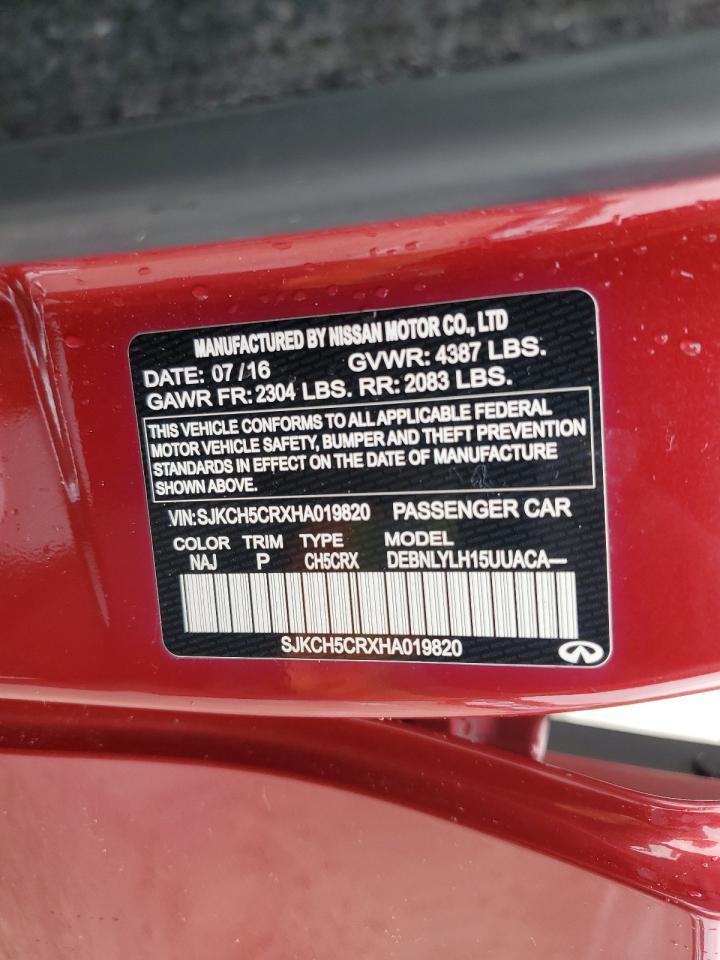 MANUFACTURED BY NISSAN MOTOR CO., LTD
DATE: 07/16 GVWR: 4387 LBS.
GAWR FR: 2304 LBS. RR: 2083 LBS.
THIS VEHICLE CONFORMS TO ALL APPLICABLE FEDERAL
MOTOR VEHICLE SAFETY, BUMPER AND THEFT PREVENTION
STANDARDS IN EFFECT ON THE DATE OF MANUFACTURE
SHOWN ABOVE.
VIN: SJKCH5CRXHA019820 PASSENGER CAR
COLOR TRIM TYPE MODEL
NAJ P CH5CRX DEBNLYLH15UUACA—
SJKCH5CRXHA019820